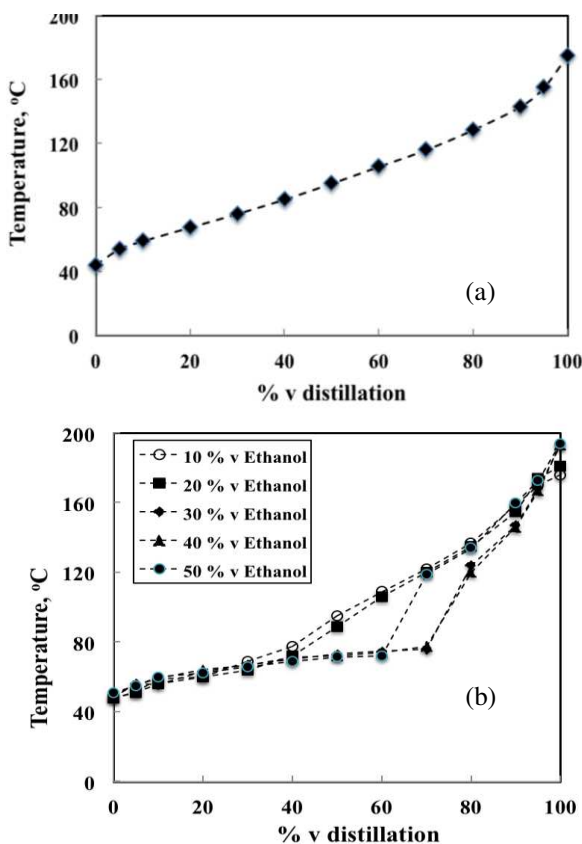 200
160
120
80
40
0
Temperature, °C
(a)
0 20 40 60 80 100
% v distillation
200
160
120
80
40
0
Temperature, °C
10 % v Ethanol
20 % v Ethanol
30 % v Ethanol
40 % v Ethanol
50 % v Ethanol
(b)
0 20 40 60 80 100
% v distillation